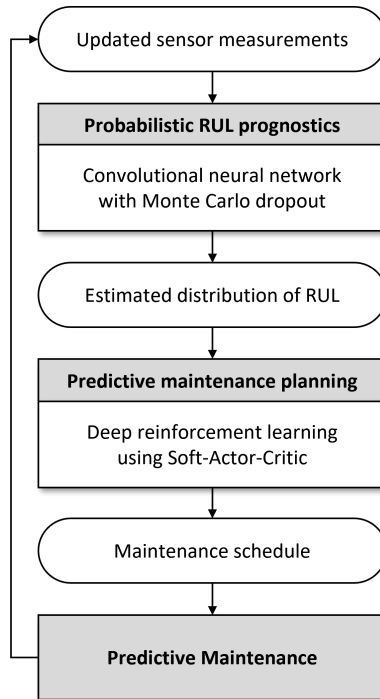 Updated sensor measurements
Probabilistic RUL prognostics
Convolutional neural network
with Monte Carlo dropout
Estimated distribution of RUL
Predictive maintenance planning
Deep reinforcement learning
using Soft-Actor-Critic
Maintenance schedule
Predictive Maintenance